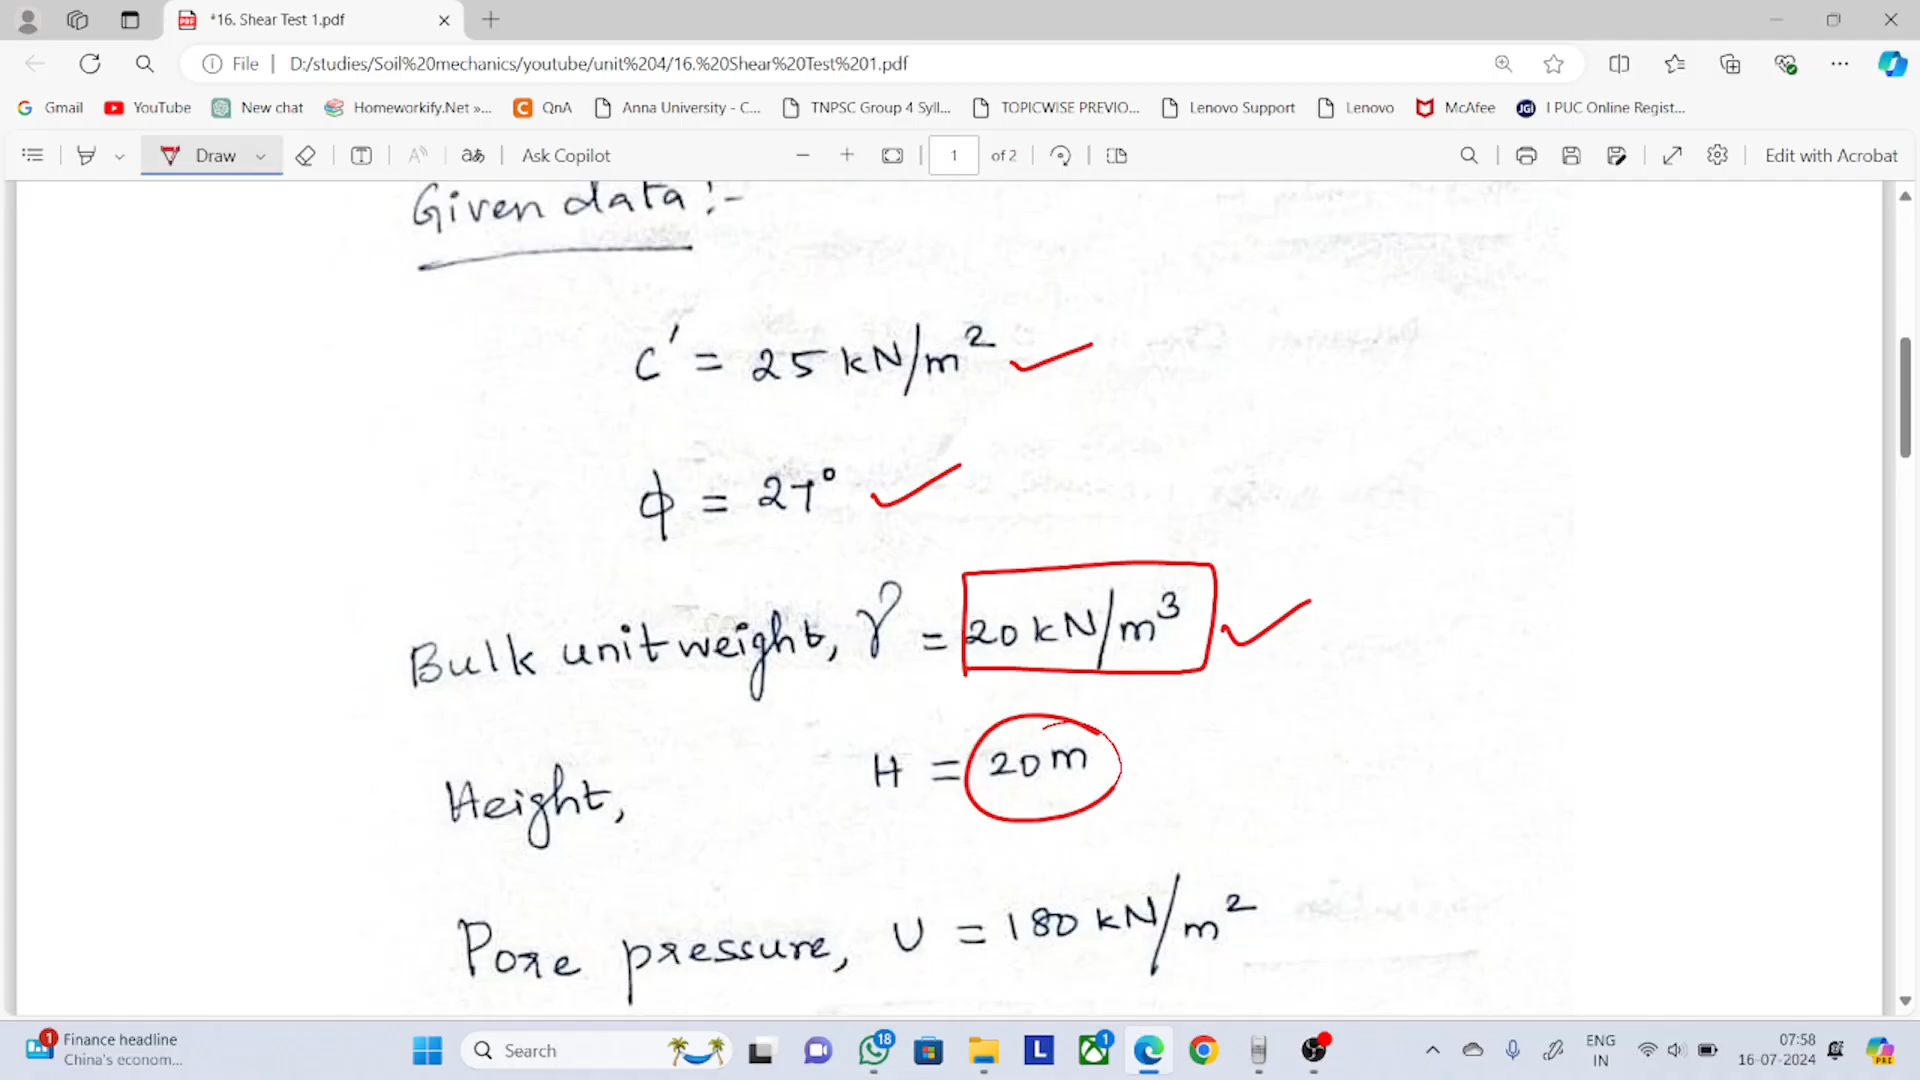 *16. Shear Test 1.pdf
File D:/studies/Soil%20mechanics/youtube/unit%204/16.%20Shear%20Test%201.pdf
Gmail YouTube New chat Homeworkify.Net »... QnA Anna University - C... TNPSC Group 4 Syll... TOPICWISE PREVIO... Lenovo Support Lenovo McAfee I PUC Online Regist...
Draw Ask Copilot 1 of 2 Edit with Acrobat
Given data :-
C' = 25 kN/m²
ϕ = 27°
Bulk unit weight, γ = 20 kN/m³
Height, H = 20 m
Pore pressure, U = 180 kN/m²
1 Finance headline
China's econom...
Search
18
1
ENG
IN
07:58
16-07-2024